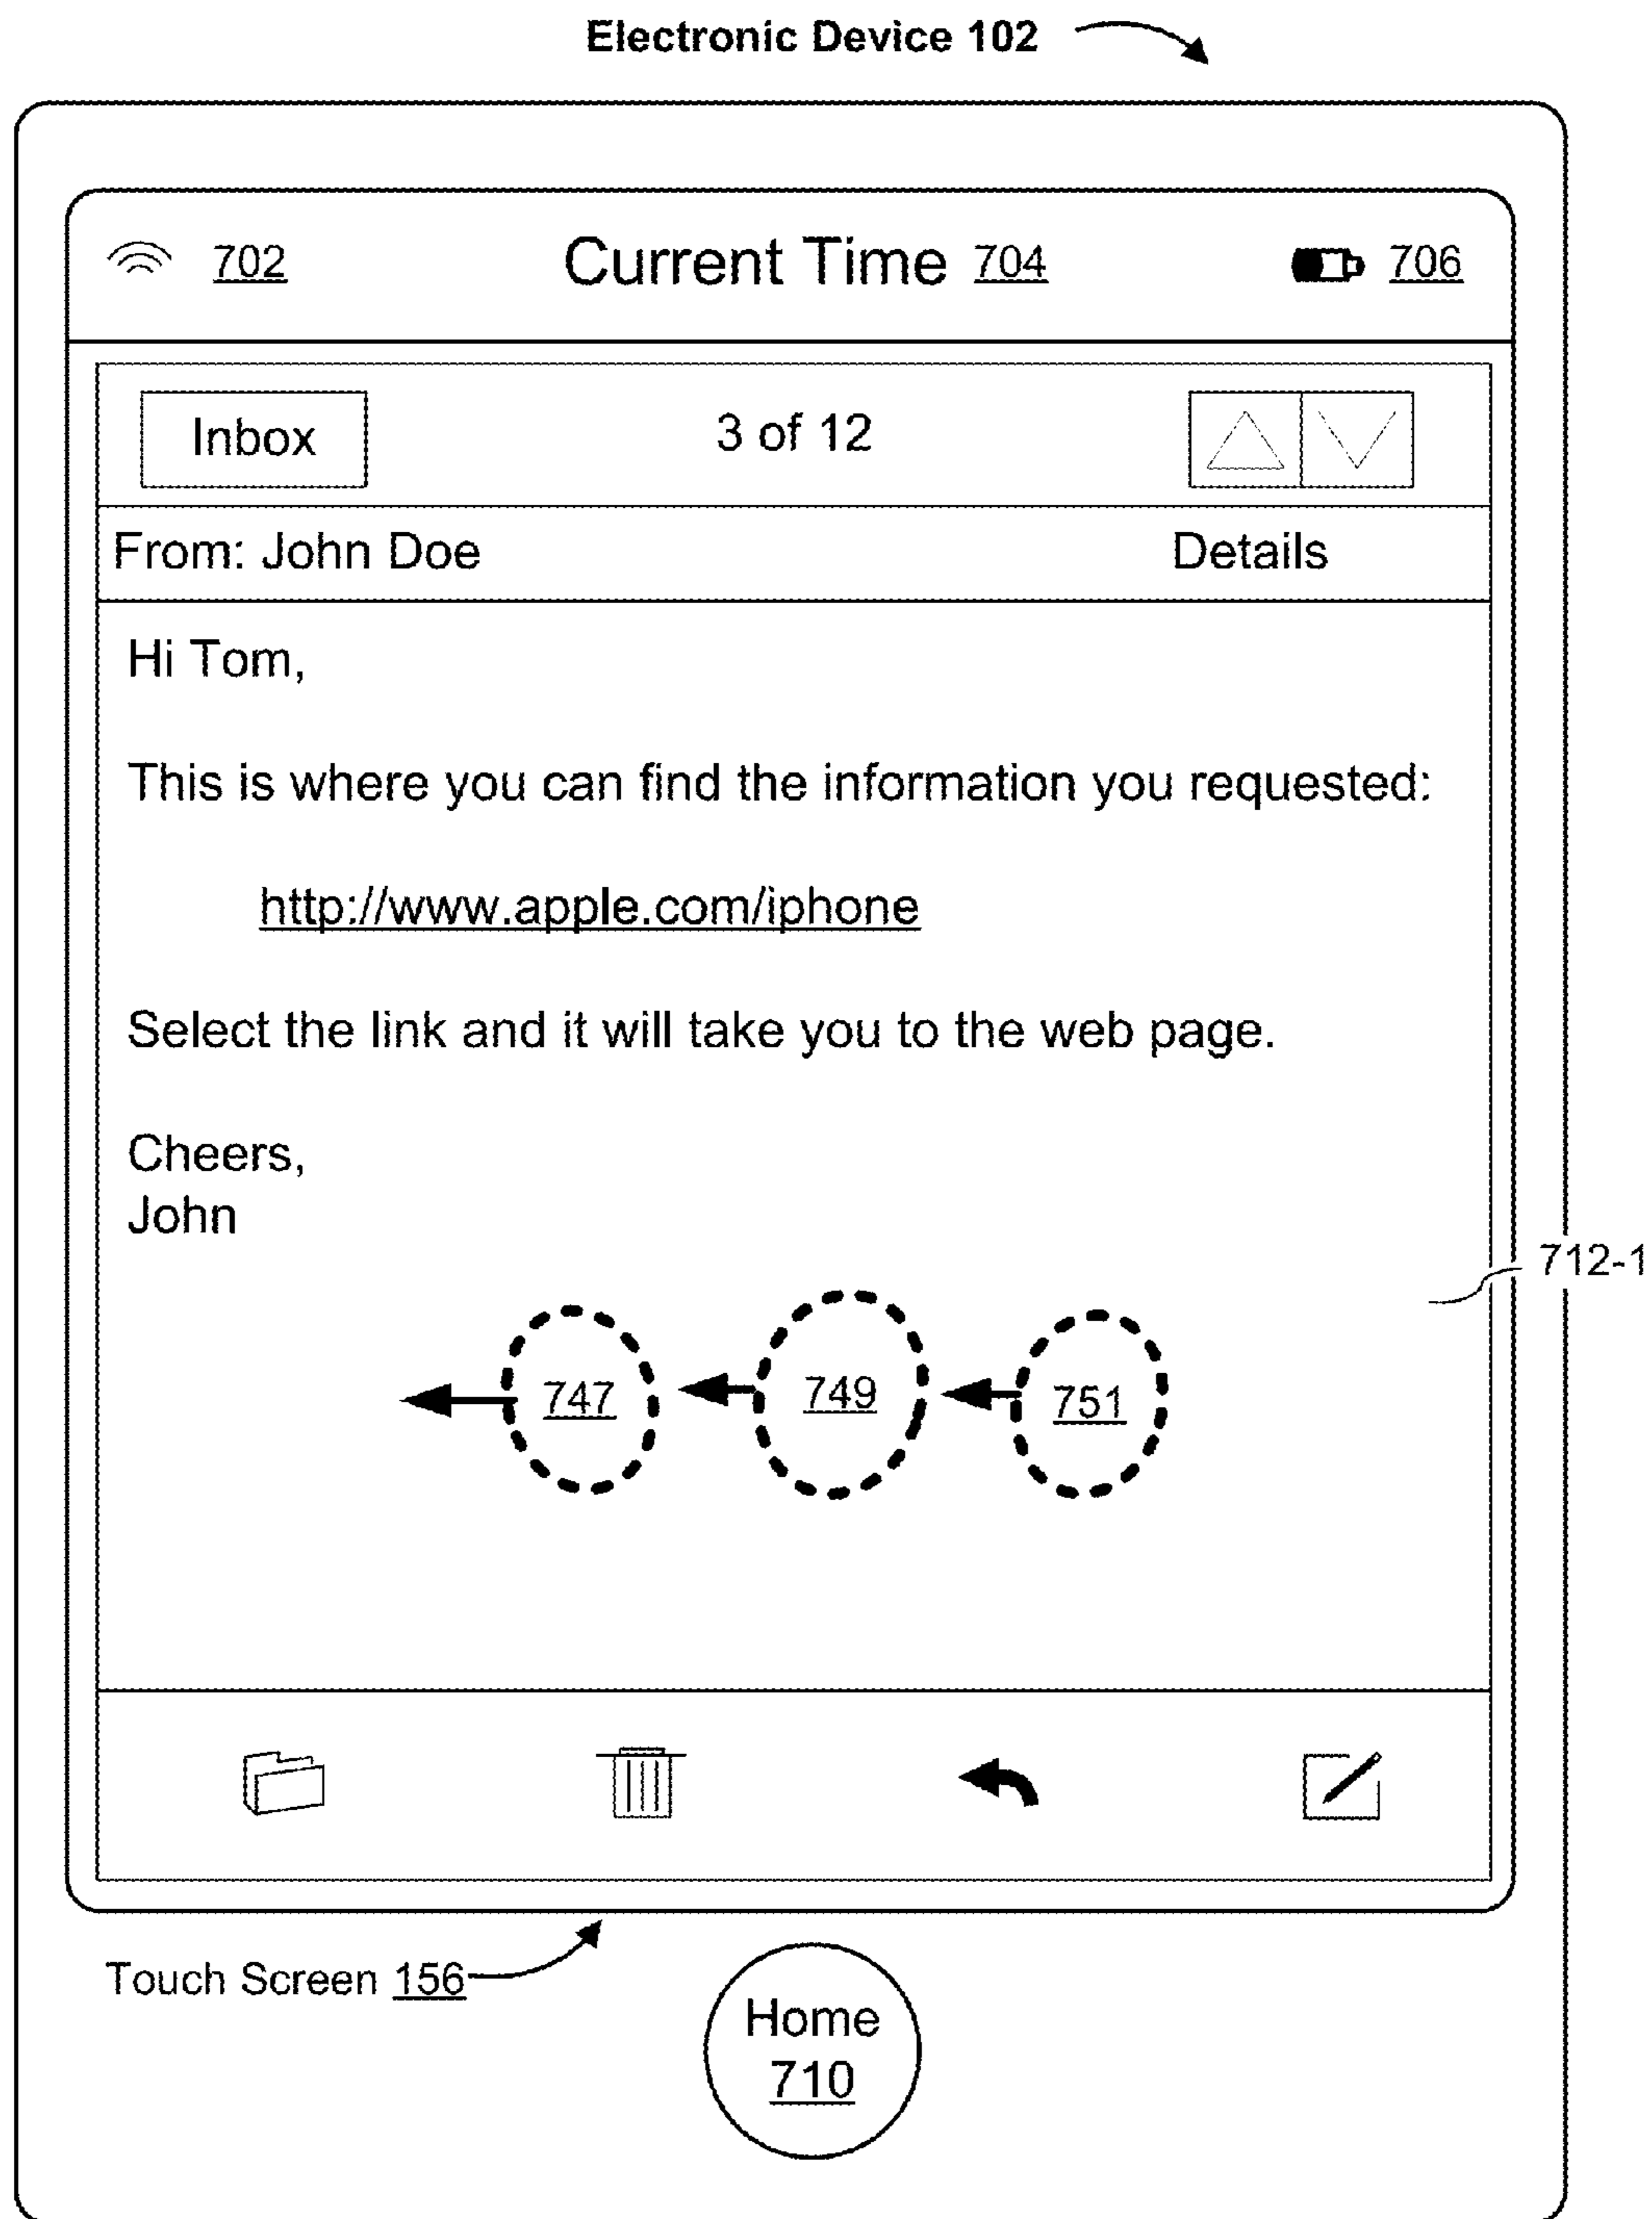 Electronic Device 102
702 Current Time 704 706
Inbox 3 of 12
From: John Doe Details
Hi Tom,
This is where you can find the information you requested:
http://www.apple.com/iphone
Select the link and it will take you to the web page.
Cheers,
John
712-1
747 749 751
Touch Screen 156
Home
710